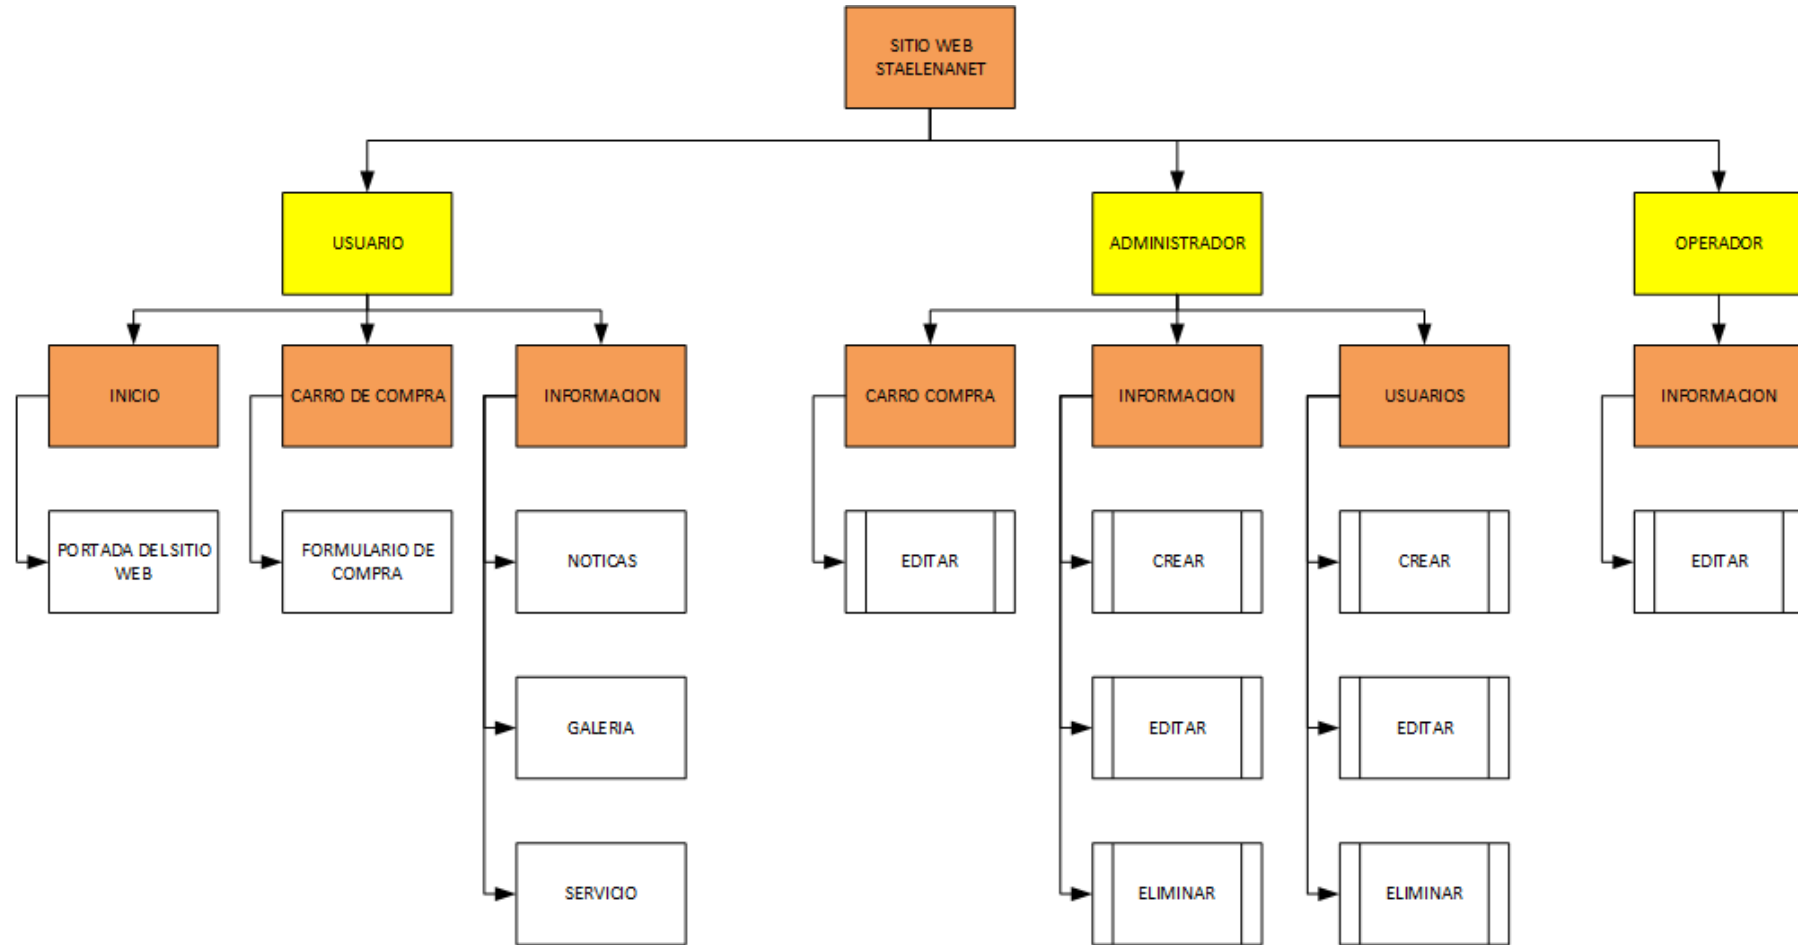 SITIO WEB
STAELENANET
USUARIO
ADMINISTRADOR
OPERADOR
INICIO
CARRO DE COMPRA
INFORMACION
CARRO COMPRA
INFORMACION
USUARIOS
INFORMACION
PORTADA DEL SITIO
WEB
FORMULARIO DE
COMPRA
NOTICAS
EDITAR
CREAR
CREAR
EDITAR
GALERIA
EDITAR
EDITAR
SERVICIO
ELIMINAR
ELIMINAR